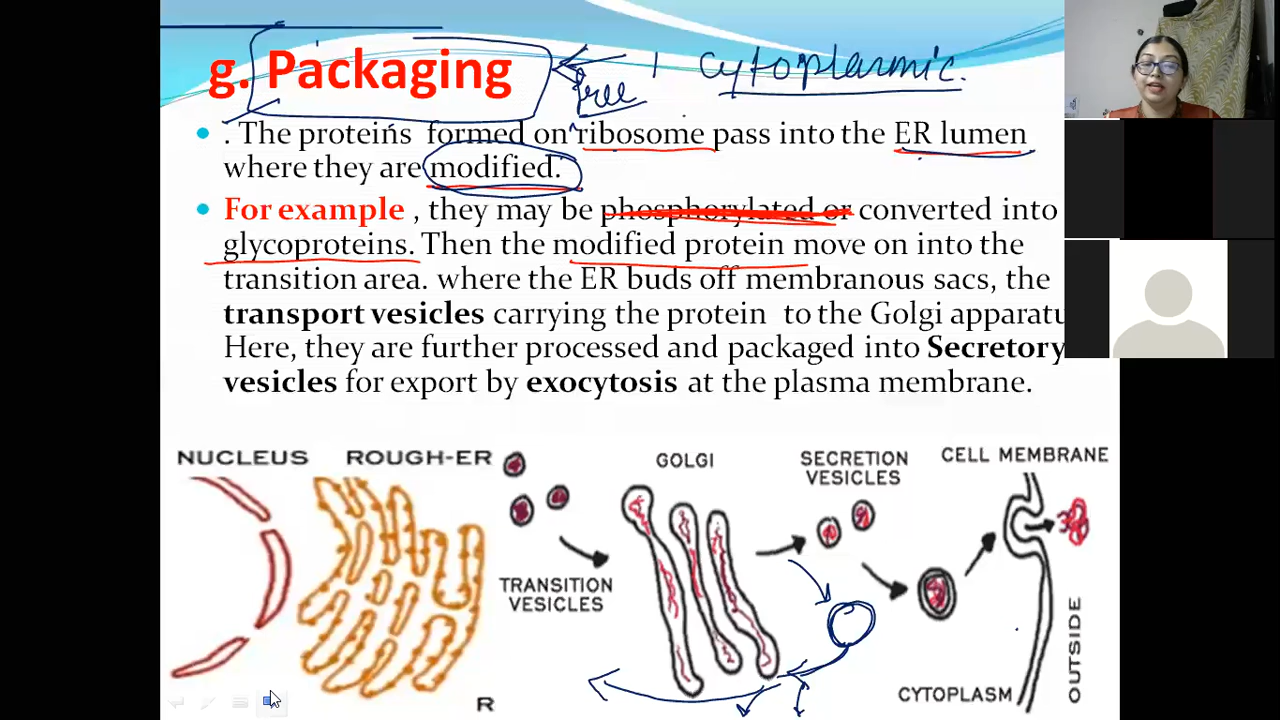 g. Packaging
1 cytoplasmic.
free
. The proteins formed on ribosome pass into the ER lumen
where they are modified.
For example , they may be phosphorylated or converted into
glycoproteins. Then the modified protein move on into the
transition area. where the ER buds off membranous sacs, the
transport vesicles carrying the protein to the Golgi apparatu
Here, they are further processed and packaged into Secretory
vesicles for export by exocytosis at the plasma membrane.
NUCLEUS
ROUGH-ER
GOLGI
SECRETION
VESICLES
CELL MEMBRANE
TRANSITION
VESICLES
CYTOPLASM
OUTSIDE
R